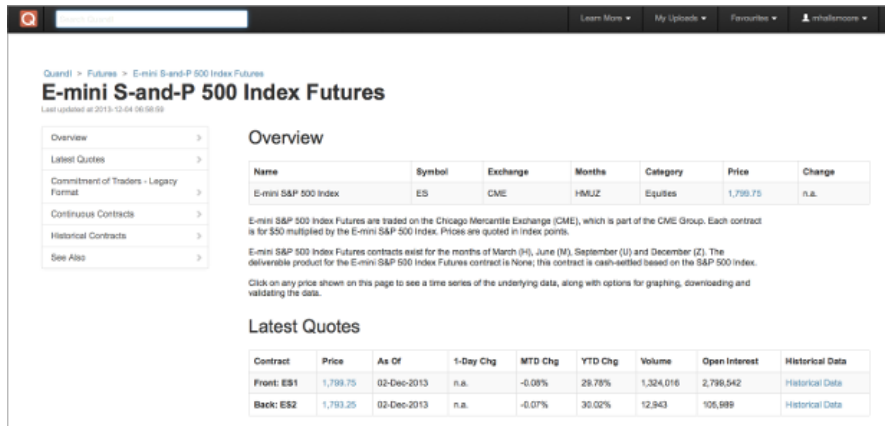 Q Search Quandl Learn More My Uploads Favourites mhallsmoore
Quandl > Futures > E-mini S-and-P 500 Index Futures
E-mini S-and-P 500 Index Futures
Last updated at 2013-12-04 06:58:59
Overview
Latest Quotes
Commitment of Traders - Legacy
Format
Continuous Contracts
Historical Contracts
See Also
Overview
Name Symbol Exchange Months Category Price Change
E-mini S&P 500 Index ES CME HMUZ Equities 1,799.75 n.a.
E-mini S&P 500 Index Futures are traded on the Chicago Mercantile Exchange (CME), which is part of the CME Group. Each contract
is for $50 multiplied by the E-mini S&P 500 Index. Prices are quoted in Index points.
E-mini S&P 500 Index Futures contracts exist for the months of March (H), June (M), September (U) and December (Z). The
deliverable product for the E-mini S&P 500 Index Futures contract is None; this contract is cash-settled based on the S&P 500 Index.
Click on any price shown on this page to see a time series of the underlying data, along with options for graphing, downloading and
validating the data.
Latest Quotes
Contract Price As Of 1-Day Chg MTD Chg YTD Chg Volume Open Interest Historical Data
Front: ES1 1,799.75 02-Dec-2013 n.a. -0.08% 29.78% 1,324,016 2,799,542 Historical Data
Back: ES2 1,793.25 02-Dec-2013 n.a. -0.07% 30.02% 12,943 105,989 Historical Data